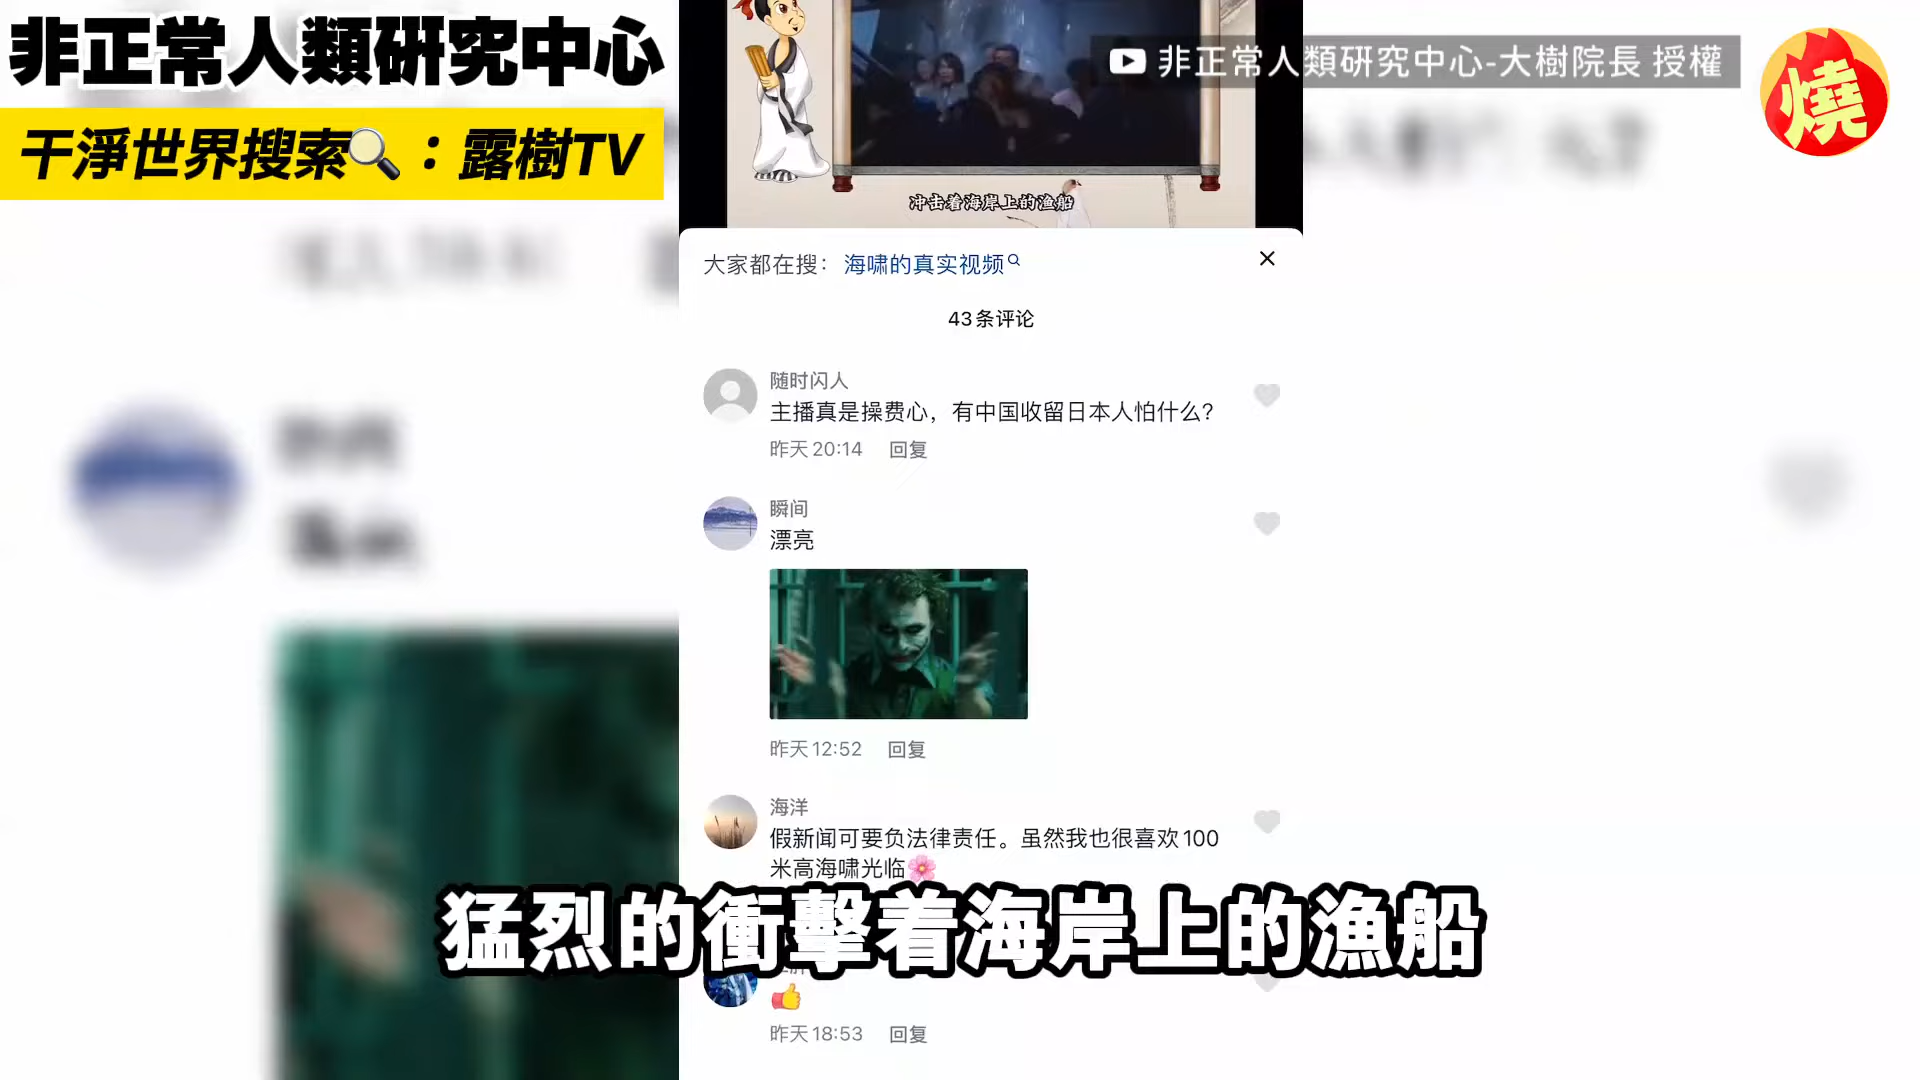 非正常人類研究中心
干淨世界搜索🔍：露樹TV
非正常人類研究中心-大樹院長 授權
燒
冲击着海岸上的渔船
大家都在搜：海啸的真实视频
43条评论
随时闪人
主播真是操费心，有中国收留日本人怕什么？
昨天20:14 回复
瞬间
漂亮
昨天12:52 回复
海洋
假新闻可要负法律责任。虽然我也很喜欢100
米高海啸光临🌸
猛烈的衝擊着海岸上的漁船
👍
昨天18:53 回复